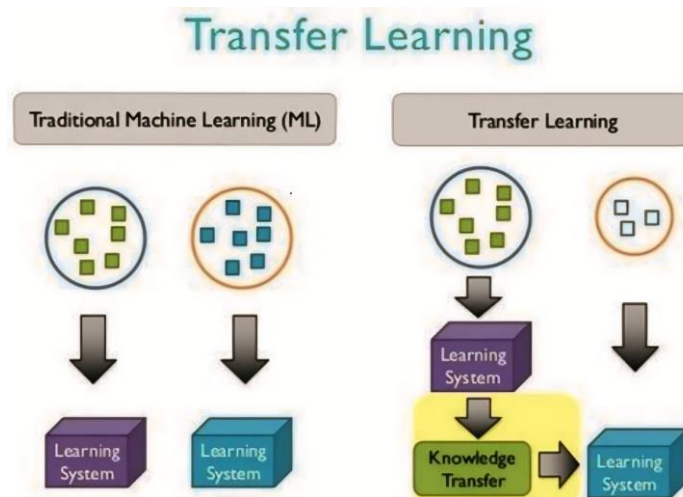 Transfer Learning
Traditional Machine Learning (ML)
Transfer Learning
Learning
System
Learning
System
Learning
System
Knowledge
Transfer
Learning
System